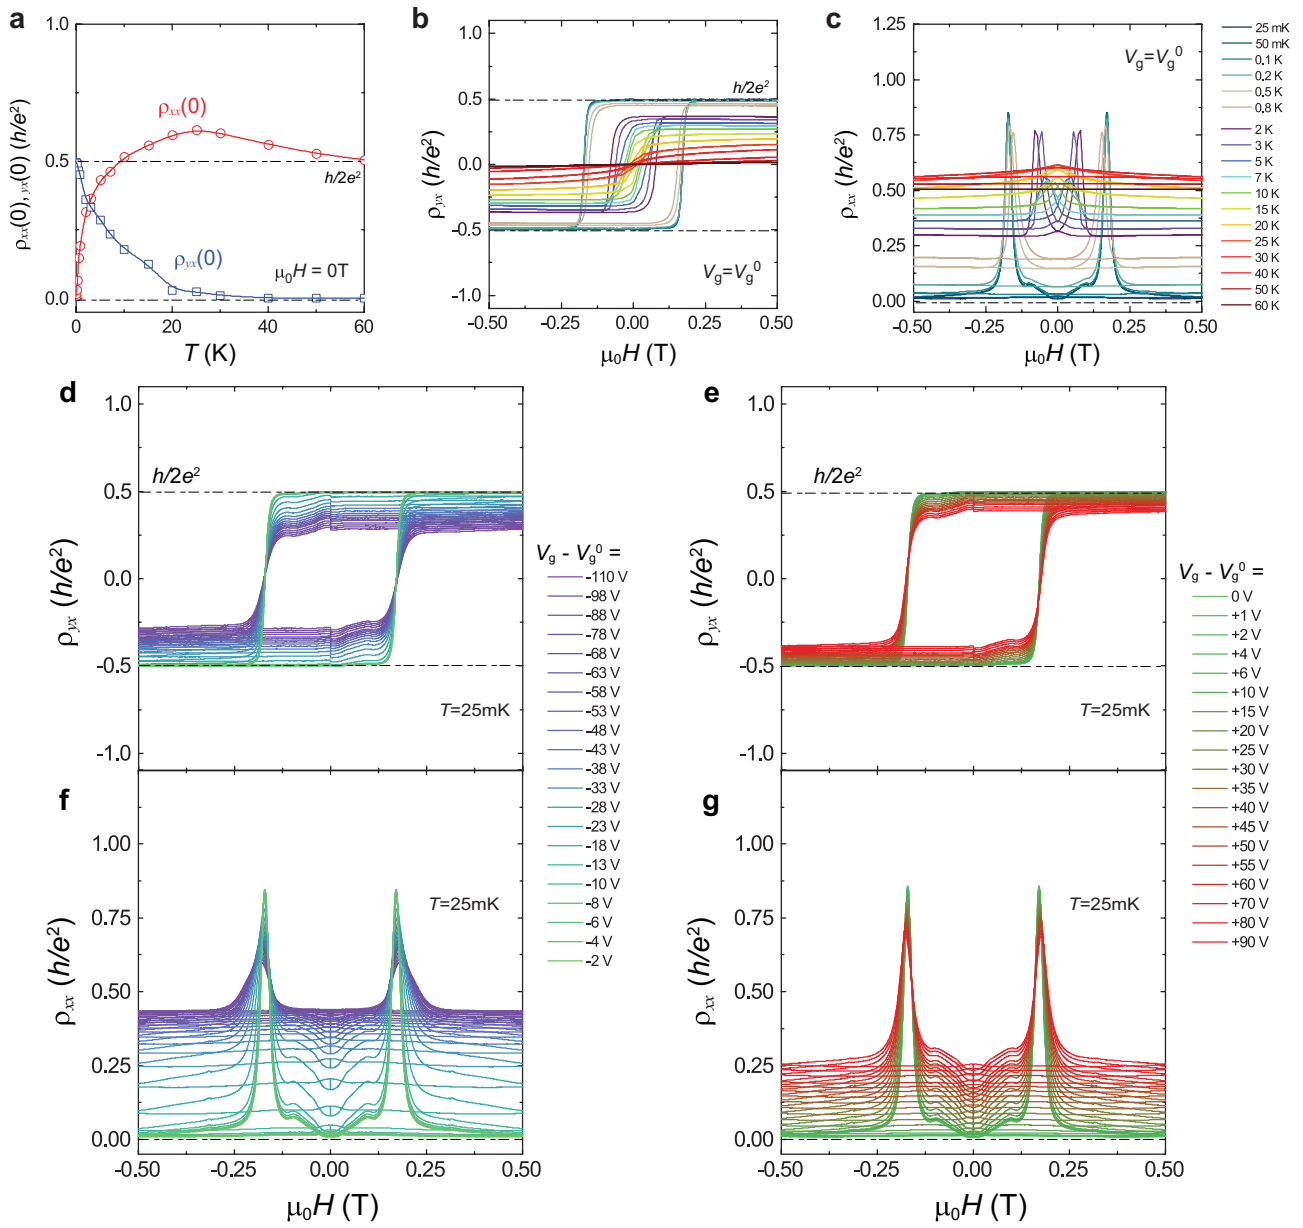 a
ρxx(0), ρyx(0) (h/e²)
1.0
0.5
0.0
ρxx(0)
h/2e²
ρyx(0)
μ₀H = 0T
0 20 40 60
T (K)
b
ρyx (h/e²)
1.0
0.5
0.0
-0.5
-1.0
h/2e²
Vg=Vg⁰
-0.50 -0.25 0.00 0.25 0.50
μ₀H (T)
c
ρxx (h/e²)
1.25
1.00
0.75
0.50
0.25
0.00
Vg=Vg⁰
-0.50 -0.25 0.00 0.25 0.50
μ₀H (T)
25 mK
50 mK
0.1 K
0.2 K
0.5 K
0.8 K
2 K
3 K
5 K
7 K
10 K
15 K
20 K
25 K
30 K
40 K
50 K
60 K
d
ρyx (h/e²)
1.0
0.5
0.0
-0.5
-1.0
h/2e²
T=25mK
Vg - Vg⁰ =
-110 V
-98 V
-88 V
-78 V
-68 V
-63 V
-58 V
-53 V
-48 V
-43 V
-38 V
-33 V
-28 V
-23 V
-18 V
-13 V
-10 V
-8 V
-6 V
-4 V
-2 V
e
ρyx (h/e²)
1.0
0.5
0.0
-0.5
-1.0
h/2e²
T=25mK
Vg - Vg⁰ =
0 V
+1 V
+2 V
+4 V
+6 V
+10 V
+15 V
+20 V
+25 V
+30 V
+35 V
+40 V
+45 V
+50 V
+55 V
+60 V
+70 V
+80 V
+90 V
f
ρxx (h/e²)
1.00
0.75
0.50
0.25
0.00
T=25mK
-0.50 -0.25 0.00 0.25 0.50
μ₀H (T)
g
ρxx (h/e²)
1.00
0.75
0.50
0.25
0.00
T=25mK
-0.50 -0.25 0.00 0.25 0.50
μ₀H (T)